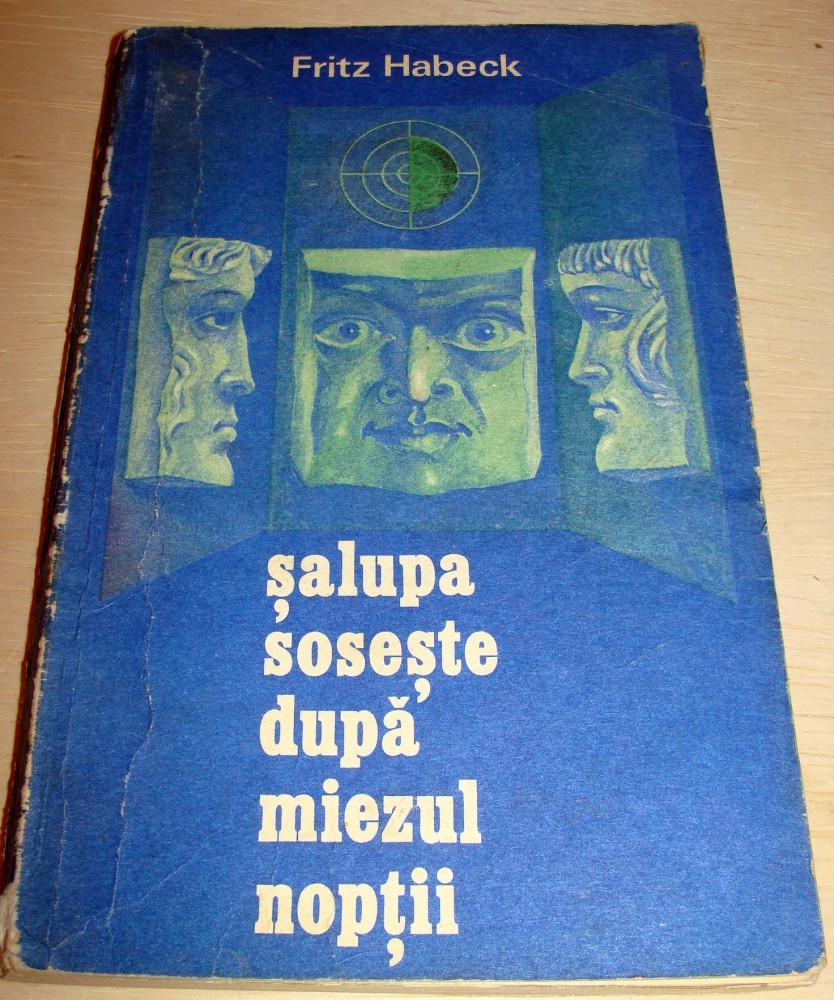 Fritz Habeck
șalupa
sosește
după
miezul
nopții